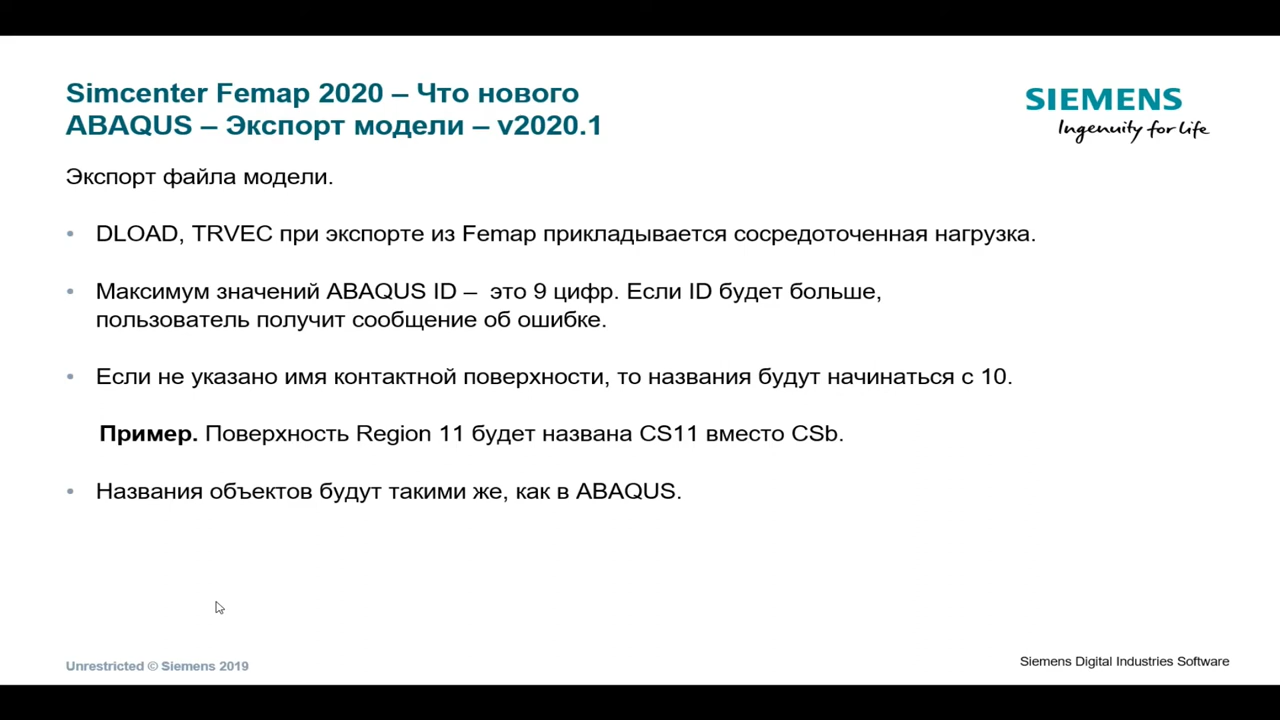 Simcenter Femap 2020 – Что нового
ABAQUS – Экспорт модели – v2020.1
SIEMENS
Ingenuity for life
Экспорт файла модели.
• DLOAD, TRVEC при экспорте из Femap прикладывается сосредоточенная нагрузка.
• Максимум значений ABAQUS ID – это 9 цифр. Если ID будет больше,
пользователь получит сообщение об ошибке.
• Если не указано имя контактной поверхности, то названия будут начинаться с 10.
Пример. Поверхность Region 11 будет названа CS11 вместо CSb.
• Названия объектов будут такими же, как в ABAQUS.
Unrestricted © Siemens 2019
Siemens Digital Industries Software